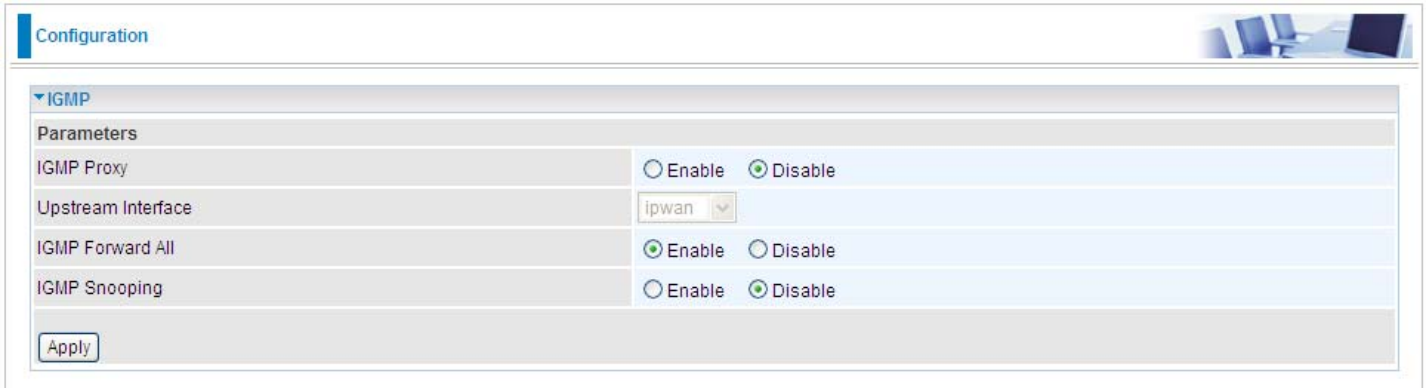 Configuration
IGMP
Parameters
IGMP Proxy Enable Disable
Upstream Interface ipwan
IGMP Forward All Enable Disable
IGMP Snooping Enable Disable
Apply